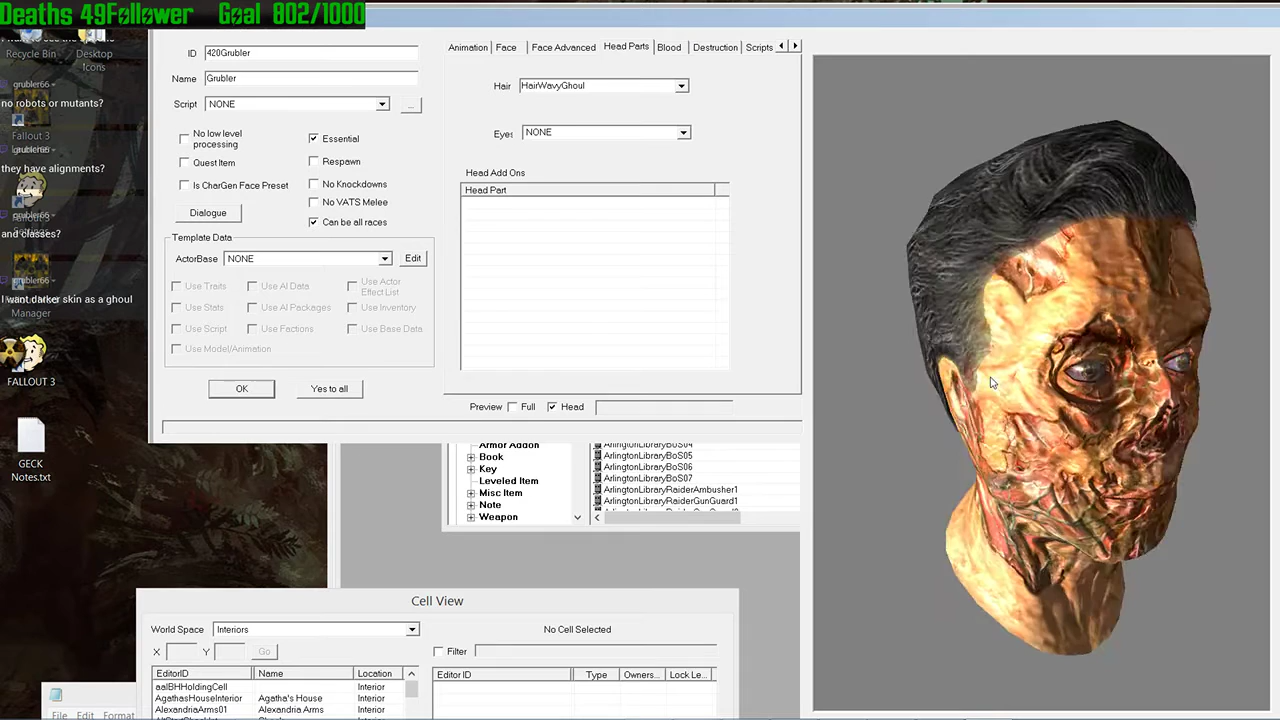 Deaths 49Follower Goal 802/1000
Recycle Bin
Desktop Icons
grubler66
no robots or mutants?
Fallout 3
grubler66
they have alignments?
grubler66
and classes?
grubler66
I want darker skin as a ghoul
Manager
FALLOUT 3
GECK Notes.txt
ID 420Grubler
Name Grubler
Script NONE ...
No low level processing
Essential
Quest Item
Respawn
Is CharGen Face Preset
No Knockdowns
No VATS Melee
Dialogue
Can be all races
Template Data
ActorBase NONE Edit
Use Traits Use AI Data Use Actor Effect List
Use Stats Use AI Packages Use Inventory
Use Script Use Factions Use Base Data
Use Model/Animation
OK Yes to all
Animation Face Face Advanced Head Parts Blood Destruction Scripts
Hair HairWavyGhoul
Eyes NONE
Head Add Ons
Head Part
Preview Full Head
Armor Addon
Book
Key
Leveled Item
Misc Item
Note
Weapon
ArlingtonLibraryBoS04
ArlingtonLibraryBoS05
ArlingtonLibraryBoS06
ArlingtonLibraryBoS07
ArlingtonLibraryRaiderAmbusher1
ArlingtonLibraryRaiderGunGuard1
Cell View
World Space Interiors
No Cell Selected
X Y Go
Filter
EditorID Name Location
aaIBHHoldingCell Interior
AgathasHouseInterior Agatha's House Interior
AlexandriaArms01 Alexandria Arms Interior
Editor ID Type Owners... Lock Le...
File Edit Format